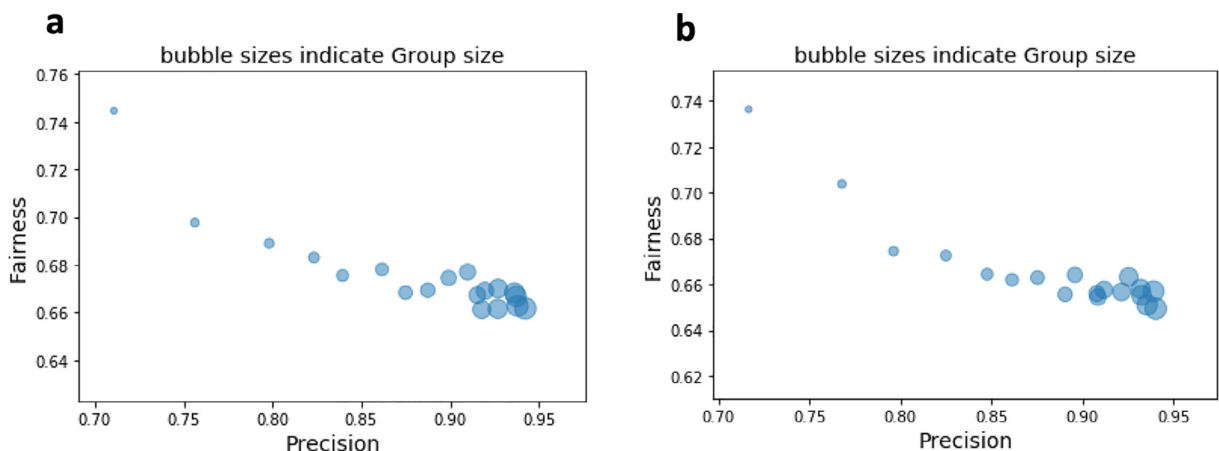 a
bubble sizes indicate Group size
0.76
0.74
0.72
0.70
0.68
0.66
0.64
Fairness
0.70 0.75 0.80 0.85 0.90 0.95
Precision
b
bubble sizes indicate Group size
0.74
0.72
0.70
0.68
0.66
0.64
0.62
Fairness
0.70 0.75 0.80 0.85 0.90 0.95
Precision